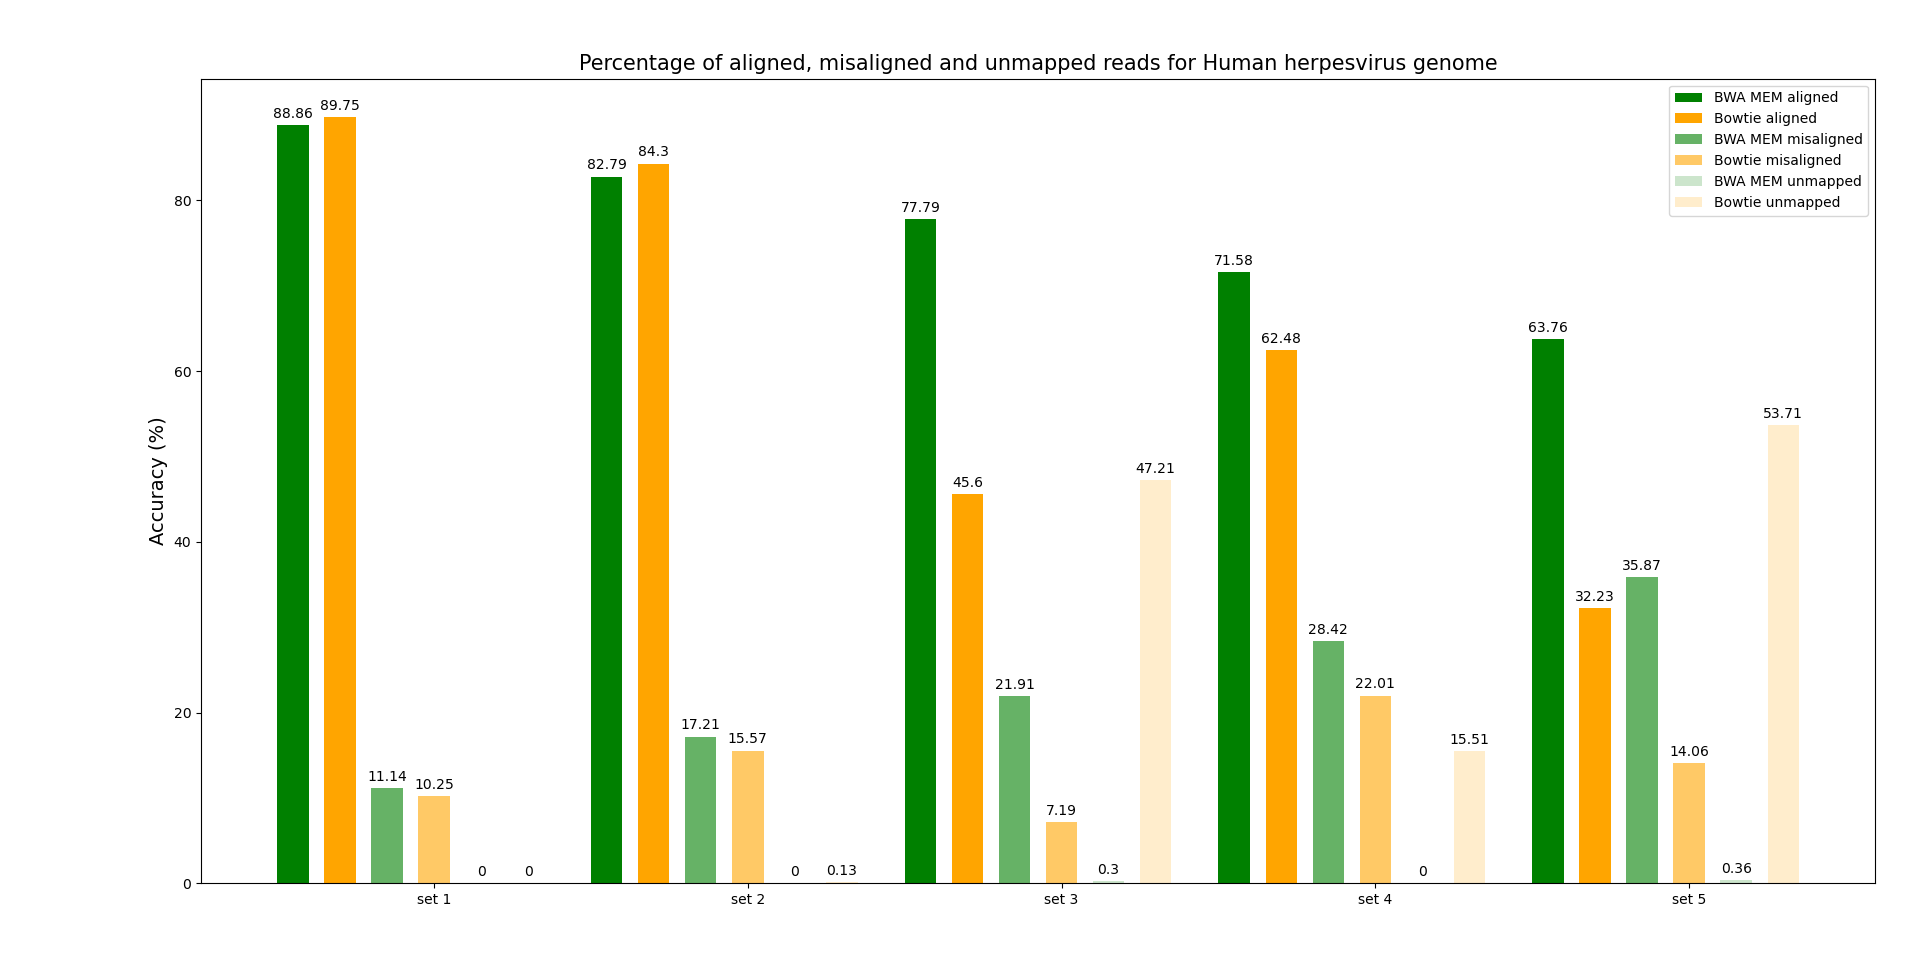 Percentage of aligned, misaligned and unmapped reads for Human herpesvirus genome
BWA MEM aligned
Bowtie aligned
BWA MEM misaligned
Bowtie misaligned
BWA MEM unmapped
Bowtie unmapped
Accuracy (%)
80
60
40
20
0
88.86
89.75
11.14
10.25
0
0
82.79
84.3
17.21
15.57
0
0.13
77.79
45.6
21.91
7.19
0.3
47.21
71.58
62.48
28.42
22.01
0
15.51
63.76
32.23
35.87
14.06
0.36
53.71
set 1
set 2
set 3
set 4
set 5